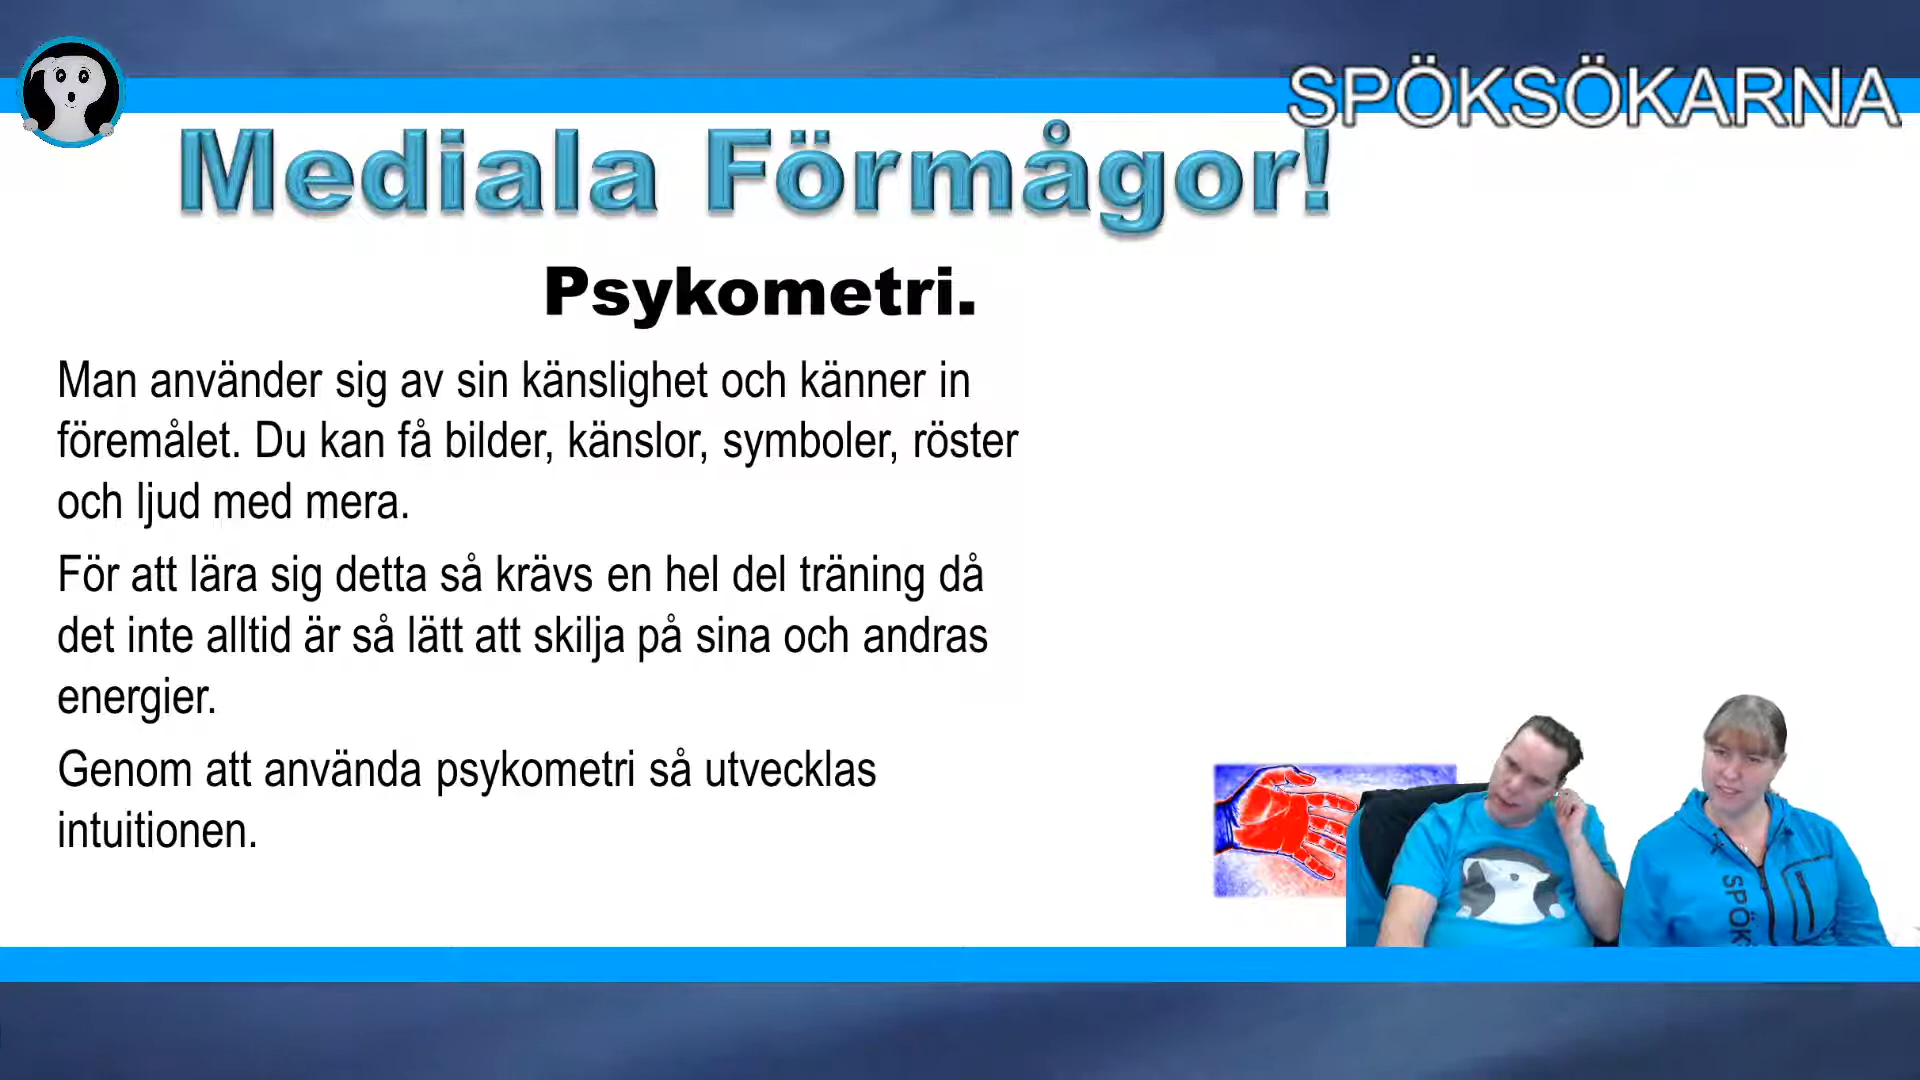 SPÖKSÖKARNA
Mediala Förmågor!
Psykometri.
Man använder sig av sin känslighet och känner in
föremålet. Du kan få bilder, känslor, symboler, röster
och ljud med mera.
För att lära sig detta så krävs en hel del träning då
det inte alltid är så lätt att skilja på sina och andras
energier.
Genom att använda psykometri så utvecklas
intuitionen.
SPÖK